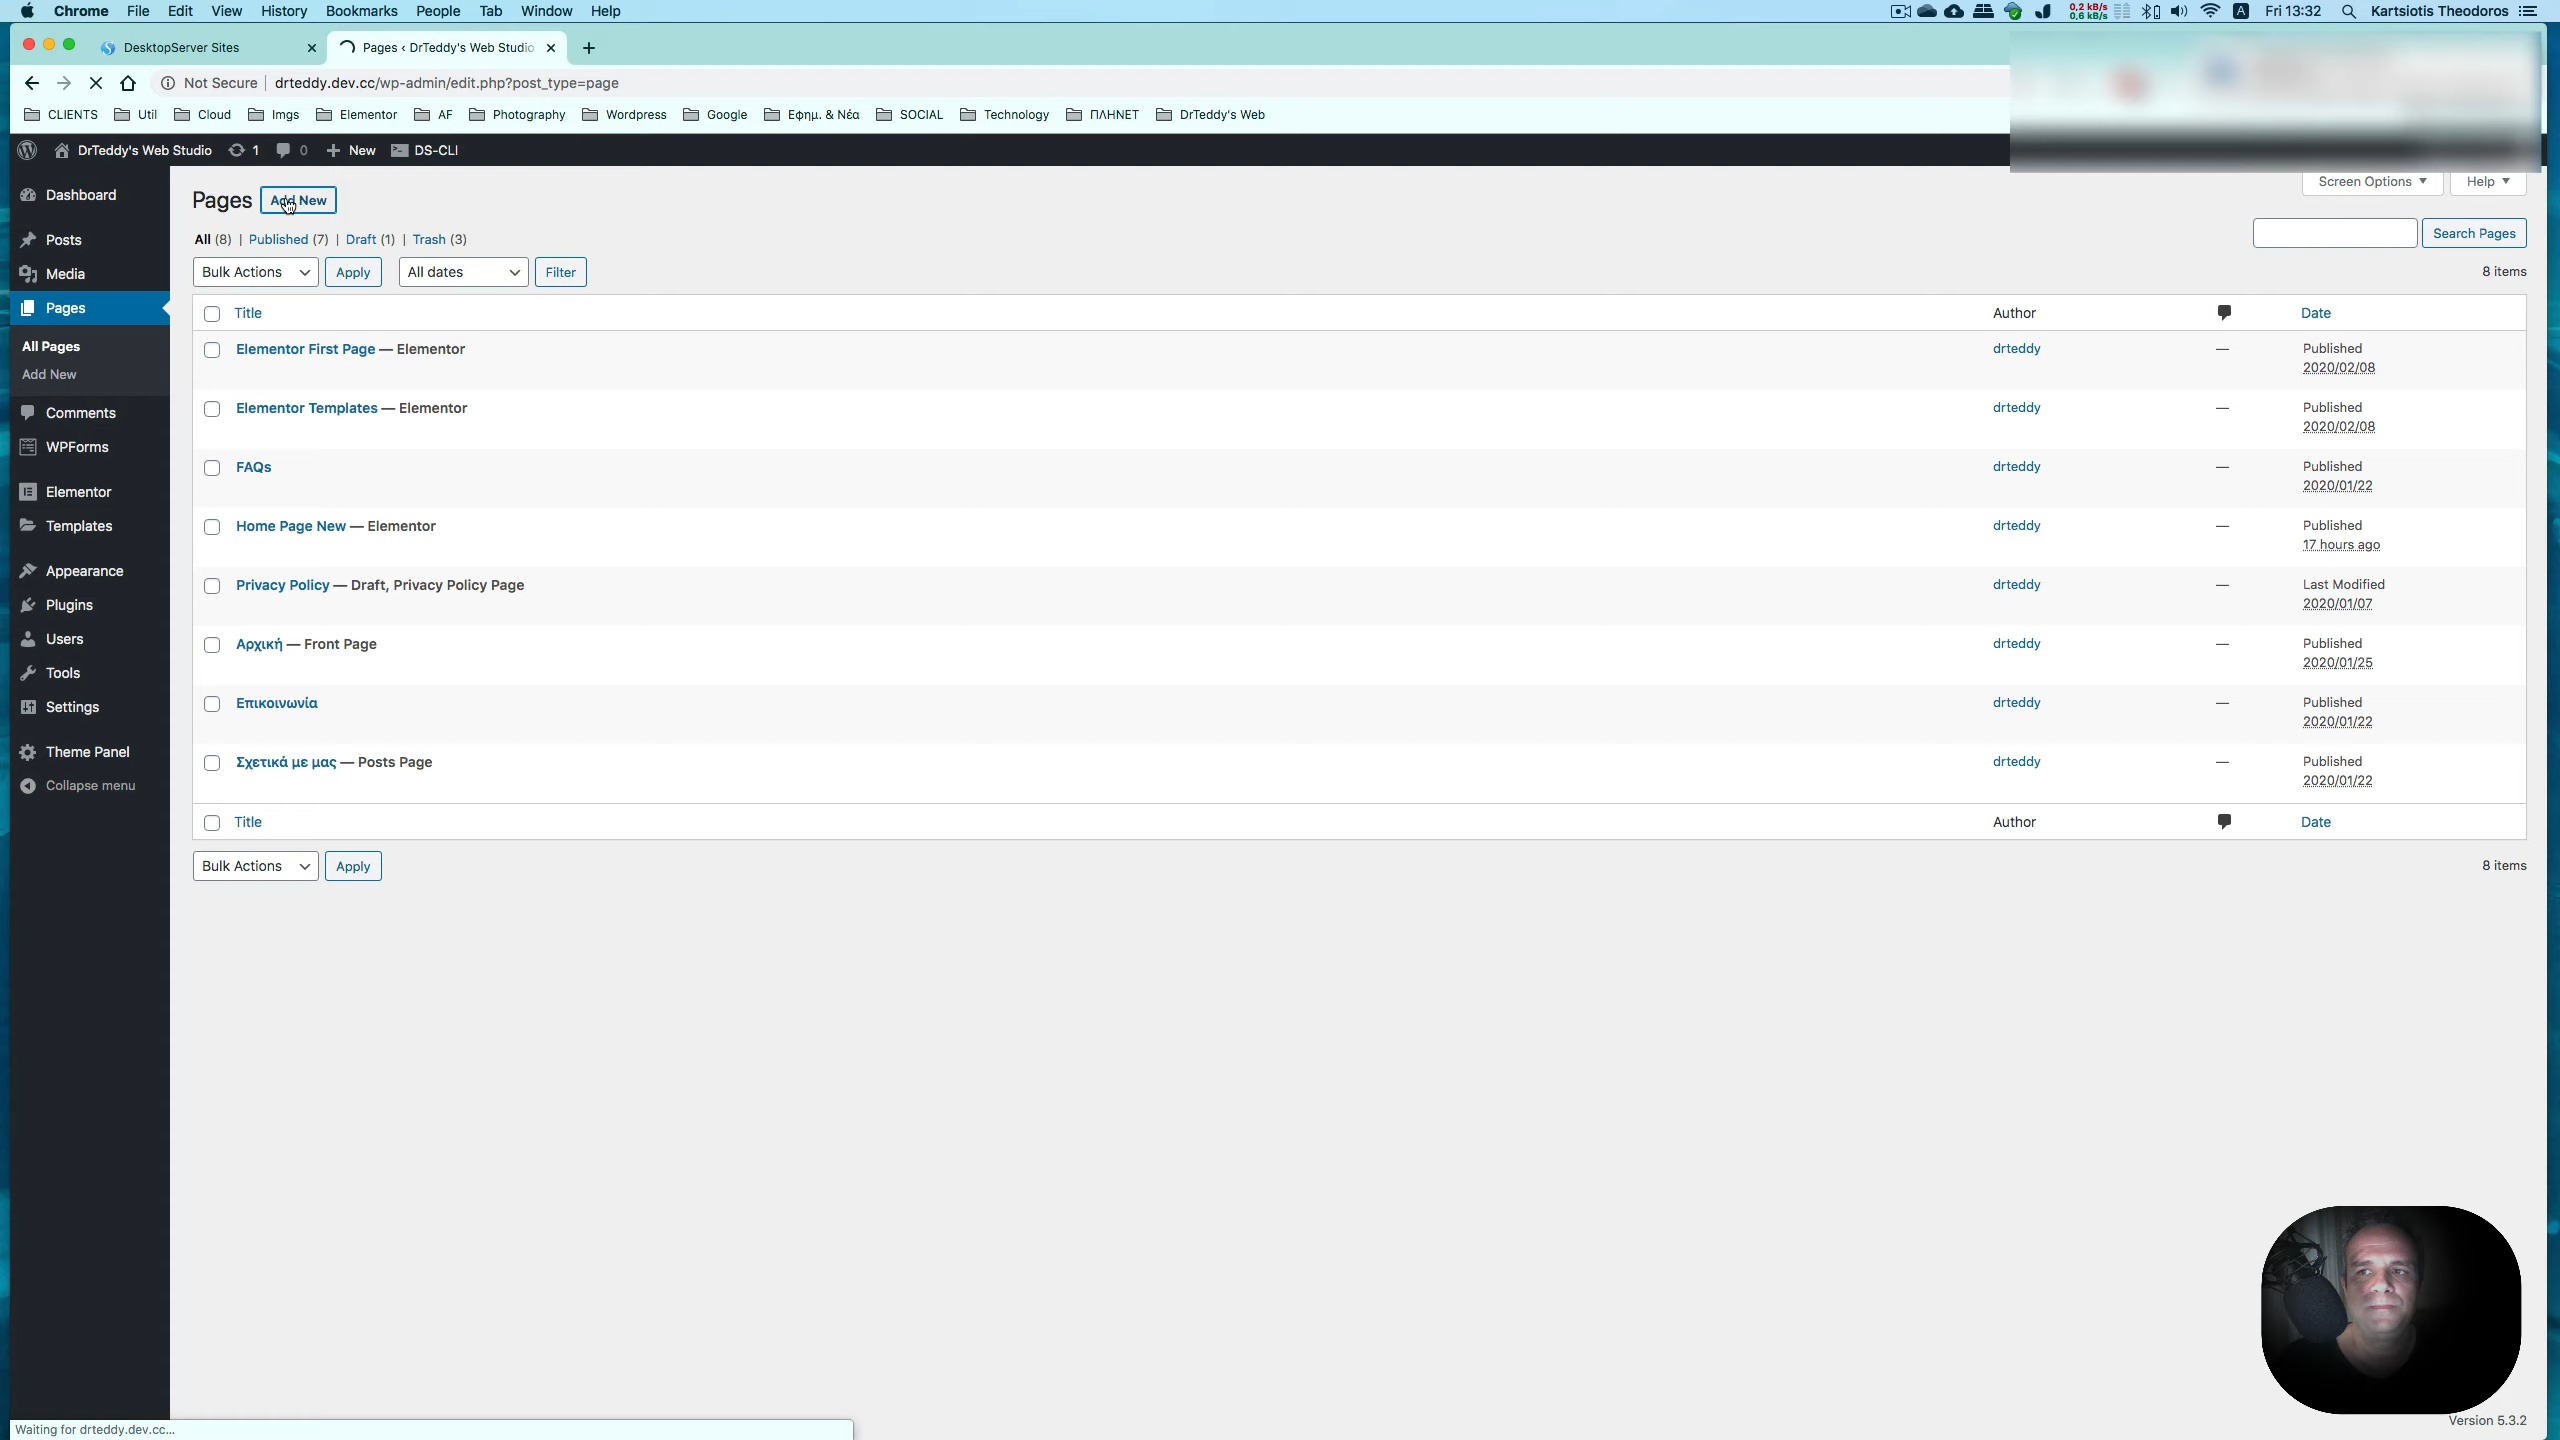 Chrome File Edit View History Bookmarks People Tab Window Help
0,2 kB/s
0,6 kB/s
A Fri 13:32 Kartsiotis Theodoros
DesktopServer Sites
Pages ‹ DrTeddy's Web Studio
Not Secure drteddy.dev.cc/wp-admin/edit.php?post_type=page
CLIENTS Util Cloud Imgs Elementor AF Photography Wordpress Google Εφημ. & Νέα SOCIAL Technology ΠΛΗΝΕΤ DrTeddy's Web
DrTeddy's Web Studio 1 0 New DS-CLI
Screen Options Help
Dashboard
Posts
Media
Pages
All Pages
Add New
Comments
WPForms
Elementor
Templates
Appearance
Plugins
Users
Tools
Settings
Theme Panel
Collapse menu
Pages Add New
All (8) | Published (7) | Draft (1) | Trash (3)
Search Pages
Bulk Actions Apply All dates Filter
8 items
Title Author Date
Elementor First Page — Elementor drteddy — Published
2020/02/08
Elementor Templates — Elementor drteddy — Published
2020/02/08
FAQs drteddy — Published
2020/01/22
Home Page New — Elementor drteddy — Published
17 hours ago
Privacy Policy — Draft, Privacy Policy Page drteddy — Last Modified
2020/01/07
Αρχική — Front Page drteddy — Published
2020/01/25
Επικοινωνία drteddy — Published
2020/01/22
Σχετικά με μας — Posts Page drteddy — Published
2020/01/22
Title Author Date
Bulk Actions Apply
8 items
Version 5.3.2
Waiting for drteddy.dev.cc...